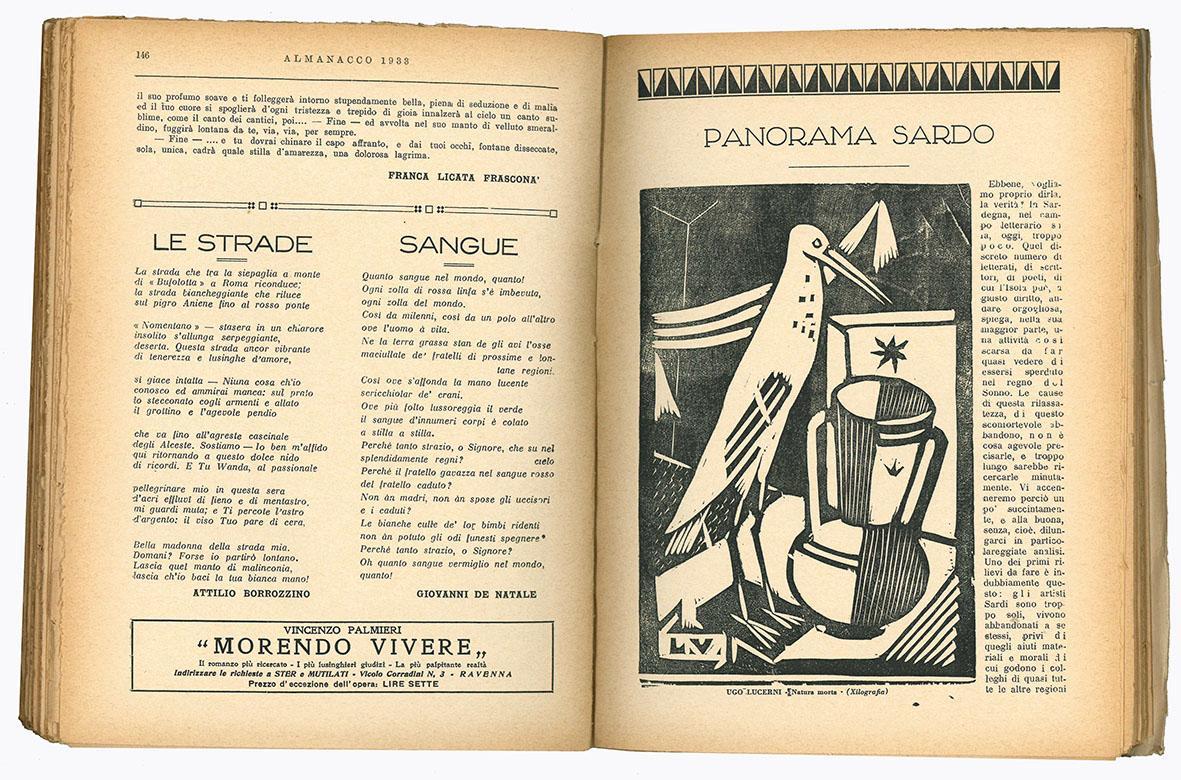 146
ALMANACCO 1933
il suo profumo soave e ti folleggerà intorno stupendamente bella, piena di seduzione e di malia
ed il tuo cuore si spoglierà d'ogni tristezza e trepido di gioia innalzerà al cielo un canto su-
blime, come il canto dei cantici, poi.... — Fine — ed avvolta nel suo manto di velluto smeral-
dino, fuggirà lontana da te, via, via, per sempre.
— Fine — .... e tu dovrai chinare il capo affranto, e dai tuoi occhi, fontane disseccate,
sola, unica, cadrà quale stilla d'amarezza, una dolorosa lagrima.
FRANCA LICATA FRASCONA'
LE STRADE
La strada che tra la siepaglia a monte
di « Bufolotta » a Roma riconduce;
la strada biancheggiante che riluce
sul pigro Aniene fino al rosso ponte
« Nomentano » — stasera in un chiarore
insolito s'allunga serpeggiante,
deserta. Questa strada ancor vibrante
di tenerezza e lusinghe d'amore,
si giace intatta — Niuna cosa ch'io
conosco ed ammirai manca: sul prato
lo stecconato cogli armenti e allato
il grottino e l'agevole pendio
che va fino all'agreste cascinale
degli Alceste. Sostiamo — Io ben m'affido
qui ritornando a questo dolce nido
di ricordi. E Tu Wanda, al passionale
pellegrinare mio in questa sera
d'acri effluvi di fieno e di mentastro,
mi guardi muta; e Ti percote l'astro
d'argento: il viso Tuo pare di cera.
Bella madonna della strada mia.
Domani? Forse io partirò lontano.
Lascia quel manto di malinconia,
lascia ch'io baci la tua bianca mano!
ATTILIO BORROZZINO
SANGUE
Quanto sangue nel mondo, quanto!
Ogni zolla di rossa linfa s'è imbevuta,
ogni zolla del mondo.
Così da milenni, così da un polo all'altro
ove l'uomo à vita.
Ne la terra grassa stan de gli avi l'osse
maciullate de' fratelli di prossime e lon-
tane regioni.
Così ove s'affonda la mano lucente
scricchiolar de' crani.
Ove più folto lussoreggia il verde
il sangue d'innumeri corpi è colato
a stilla a stilla.
Perché tanto strazio, o Signore, che su nel
splendidamente regni? cielo
Perché il fratello gavazza nel sangue rosso
del fratello caduto?
Non àn madri, non àn spose gli uccisori
e i caduti?
Le bianche culle de' lor bimbi ridenti
non àn potuto gli odi funesti spegnere
Perché tanto strazio, o Signore?
Oh quanto sangue vermiglio nel mondo,
quanto!
GIOVANNI DE NATALE
VINCENZO PALMIERI
“MORENDO VIVERE„
Il romanzo più ricercato - I più lusinghieri giudizi - La più palpitante realtà
Indirizzare le richieste a STER e MUTILATI - Vicolo Corradini N, 3 - RAVENNA
Prezzo d'eccezione dell'opera: LIRE SETTE
PANORAMA SARDO
UGO LUCERNI - Natura morta - (Xilografia)
Ebbene, voglia-
mo proprio dirla,
la verità? In Sar-
degna, nel cam-
po letterario si
fa, oggi, troppo
poco. Quel di-
screto numero di
letterati, di scrit-
tori, di poeti, di
cui l'Isola può, a
giusto diritto, an-
dare orgogliosa,
spiega, nella sua
maggior parte, u-
na attività così
scarsa da far
quasi vedere di
essersi sperduto
nel regno del
Sonno. Le cause
di questa rilassa-
tezza, di questo
sconfortevole ab-
bandono, non è
cosa agevole pre-
cisarle, e troppo
lungo sarebbe ri-
cercarle minuta-
mente. Vi accen-
neremo perciò un
po' succintamen-
te, e alla buona,
senza, cioè, dilun-
garci in partico-
lareggiate analisi.
Uno dei primi ri-
lievi da fare è in-
dubbiamente que-
sto: gli artisti
Sardi sono trop-
po soli, vivono
abbandonati a se
stessi, privi di
quegli aiuti mate-
riali e morali di
cui godono i col-
leghi di quasi tut-
te le altre regioni